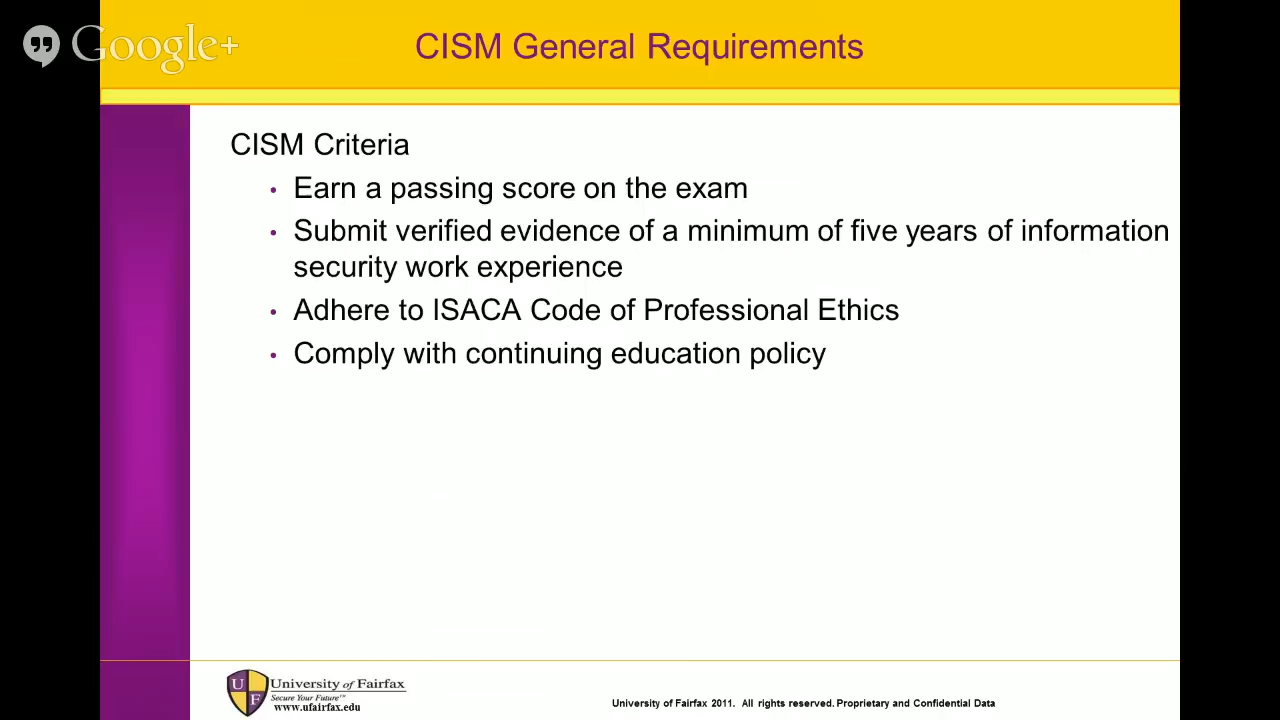 Google+
CISM General Requirements
CISM Criteria
• Earn a passing score on the exam
• Submit verified evidence of a minimum of five years of information
security work experience
• Adhere to ISACA Code of Professional Ethics
• Comply with continuing education policy
U
F
University of Fairfax
Secure Your Future™
www.ufairfax.edu
University of Fairfax 2011. All rights reserved. Proprietary and Confidential Data